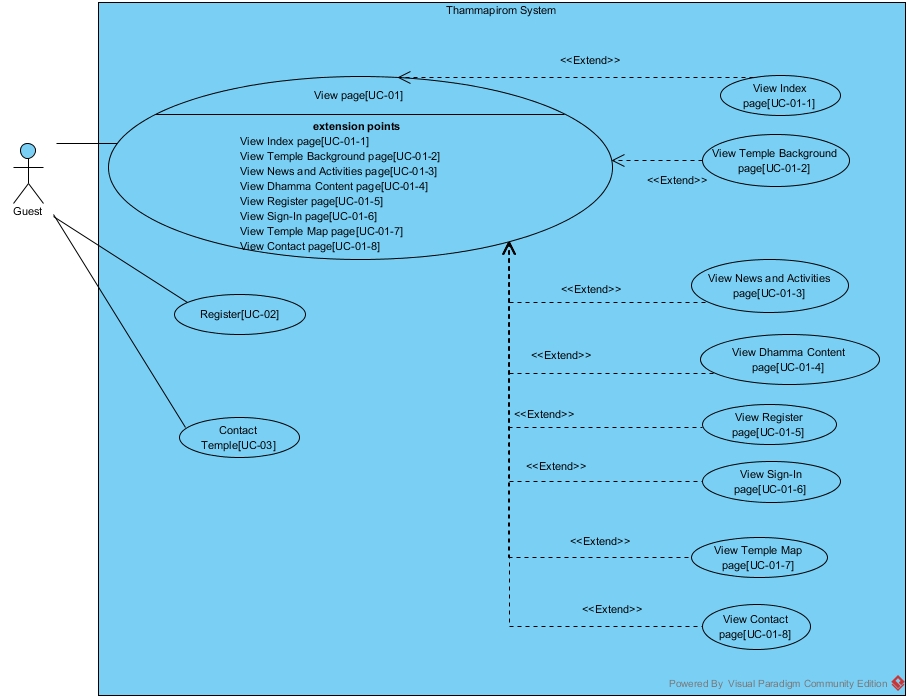 Thammapirom System
<<Extend>>
View page[UC-01]
View Index
page[UC-01-1]
extension points
View Index page[UC-01-1]
View Temple Background page[UC-01-2]
View News and Activities page[UC-01-3]
View Dhamma Content page[UC-01-4]
View Register page[UC-01-5]
View Sign-In page[UC-01-6]
View Temple Map page[UC-01-7]
View Contact page[UC-01-8]
View Temple Background
page[UC-01-2]
<<Extend>>
Guest
View News and Activities
page[UC-01-3]
<<Extend>>
Register[UC-02]
View Dhamma Content
page[UC-01-4]
<<Extend>>
View Register
page[UC-01-5]
<<Extend>>
Contact
Temple[UC-03]
View Sign-In
page[UC-01-6]
<<Extend>>
<<Extend>>
View Temple Map
page[UC-01-7]
<<Extend>>
View Contact
page[UC-01-8]
Powered By Visual Paradigm Community Edition